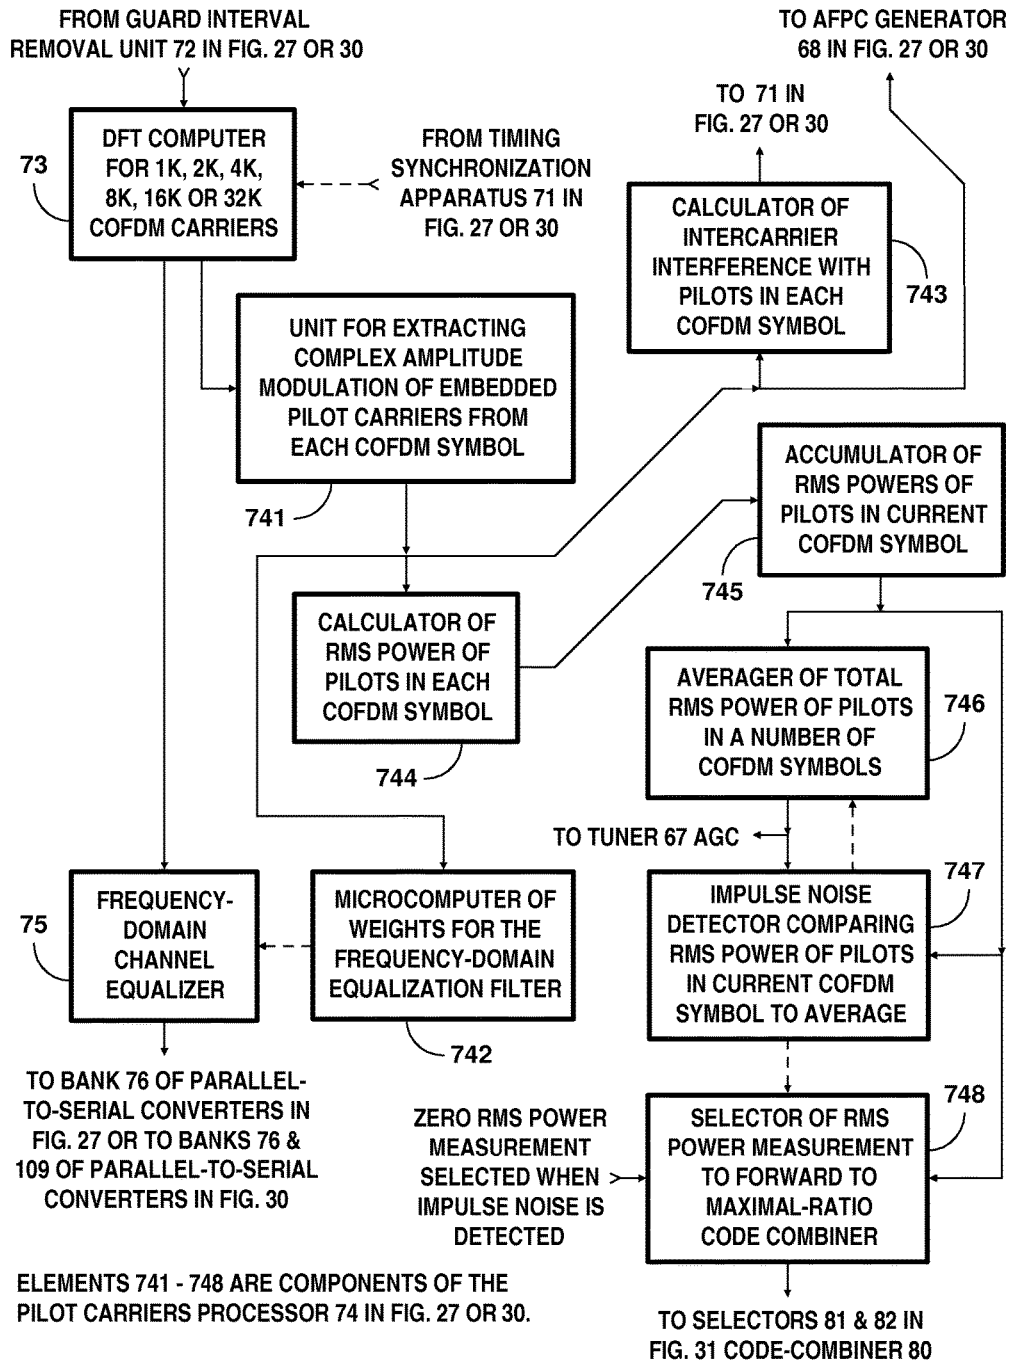 FROM GUARD INTERVAL
REMOVAL UNIT 72 IN FIG. 27 OR 30
TO AFPC GENERATOR
68 IN FIG. 27 OR 30
DFT COMPUTER
FOR 1K, 2K, 4K,
8K, 16K OR 32K
COFDM CARRIERS
73
FROM TIMING
SYNCHRONIZATION
APPARATUS 71 IN
FIG. 27 OR 30
TO 71 IN
FIG. 27 OR 30
CALCULATOR OF
INTERCARRIER
INTERFERENCE WITH
PILOTS IN EACH
COFDM SYMBOL
743
UNIT FOR EXTRACTING
COMPLEX AMPLITUDE
MODULATION OF EMBEDDED
PILOT CARRIERS FROM
EACH COFDM SYMBOL
741
ACCUMULATOR OF
RMS POWERS OF
PILOTS IN CURRENT
COFDM SYMBOL
745
CALCULATOR OF
RMS POWER OF
PILOTS IN EACH
COFDM SYMBOL
744
AVERAGER OF TOTAL
RMS POWER OF PILOTS
IN A NUMBER OF
COFDM SYMBOLS
746
TO TUNER 67 AGC
FREQUENCY-
DOMAIN
CHANNEL
EQUALIZER
75
MICROCOMPUTER OF
WEIGHTS FOR THE
FREQUENCY-DOMAIN
EQUALIZATION FILTER
742
IMPULSE NOISE
DETECTOR COMPARING
RMS POWER OF PILOTS
IN CURRENT COFDM
SYMBOL TO AVERAGE
747
TO BANK 76 OF PARALLEL-
TO-SERIAL CONVERTERS IN
FIG. 27 OR TO BANKS 76 &
109 OF PARALLEL-TO-SERIAL
CONVERTERS IN FIG. 30
ZERO RMS POWER
MEASUREMENT
SELECTED WHEN
IMPULSE NOISE IS
DETECTED
SELECTOR OF RMS
POWER MEASUREMENT
TO FORWARD TO
MAXIMAL-RATIO
CODE COMBINER
748
ELEMENTS 741 - 748 ARE COMPONENTS OF THE
PILOT CARRIERS PROCESSOR 74 IN FIG. 27 OR 30.
TO SELECTORS 81 & 82 IN
FIG. 31 CODE-COMBINER 80